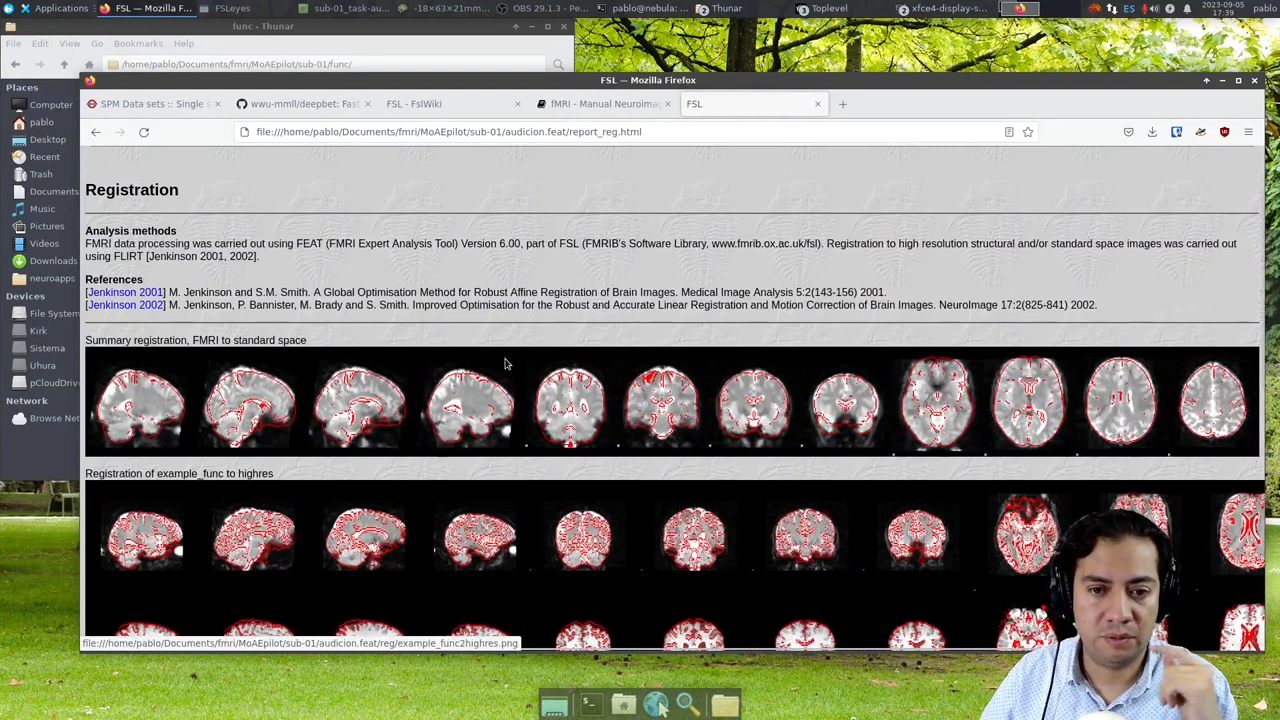 Applications
FSL — Mozilla F...
FSLeyes
sub-01_task-au...
-18×63×21mm...
OBS 29.1.3 - Pe...
pablo@nebula: ...
2 Thunar
3 Toplevel
2 xfce4-display-s...
ES
2023-09-05
17:39
pablo
func - Thunar
File Edit View Go Bookmarks Help
/home/pablo/Documents/fmri/MoAEpilot/sub-01/func/
Places
Computer
pablo
Desktop
Recent
Trash
Documents
Music
Pictures
Videos
Downloads
neuroapps
Devices
File System
Kirk
Sistema
Uhura
pCloudDriv
Network
Browse Net
FSL — Mozilla Firefox
SPM Data sets :: Single s
wwu-mmll/deepbet: Fast
FSL - FslWiki
fMRI - Manual Neuroimag
FSL
file:///home/pablo/Documents/fmri/MoAEpilot/sub-01/audicion.feat/report_reg.html
Registration
Analysis methods
FMRI data processing was carried out using FEAT (FMRI Expert Analysis Tool) Version 6.00, part of FSL (FMRIB's Software Library, www.fmrib.ox.ac.uk/fsl). Registration to high resolution structural and/or standard space images was carried out
using FLIRT [Jenkinson 2001, 2002].
References
[Jenkinson 2001] M. Jenkinson and S.M. Smith. A Global Optimisation Method for Robust Affine Registration of Brain Images. Medical Image Analysis 5:2(143-156) 2001.
[Jenkinson 2002] M. Jenkinson, P. Bannister, M. Brady and S. Smith. Improved Optimisation for the Robust and Accurate Linear Registration and Motion Correction of Brain Images. NeuroImage 17:2(825-841) 2002.
Summary registration, FMRI to standard space
Registration of example_func to highres
file:///home/pablo/Documents/fmri/MoAEpilot/sub-01/audicion.feat/reg/example_func2highres.png